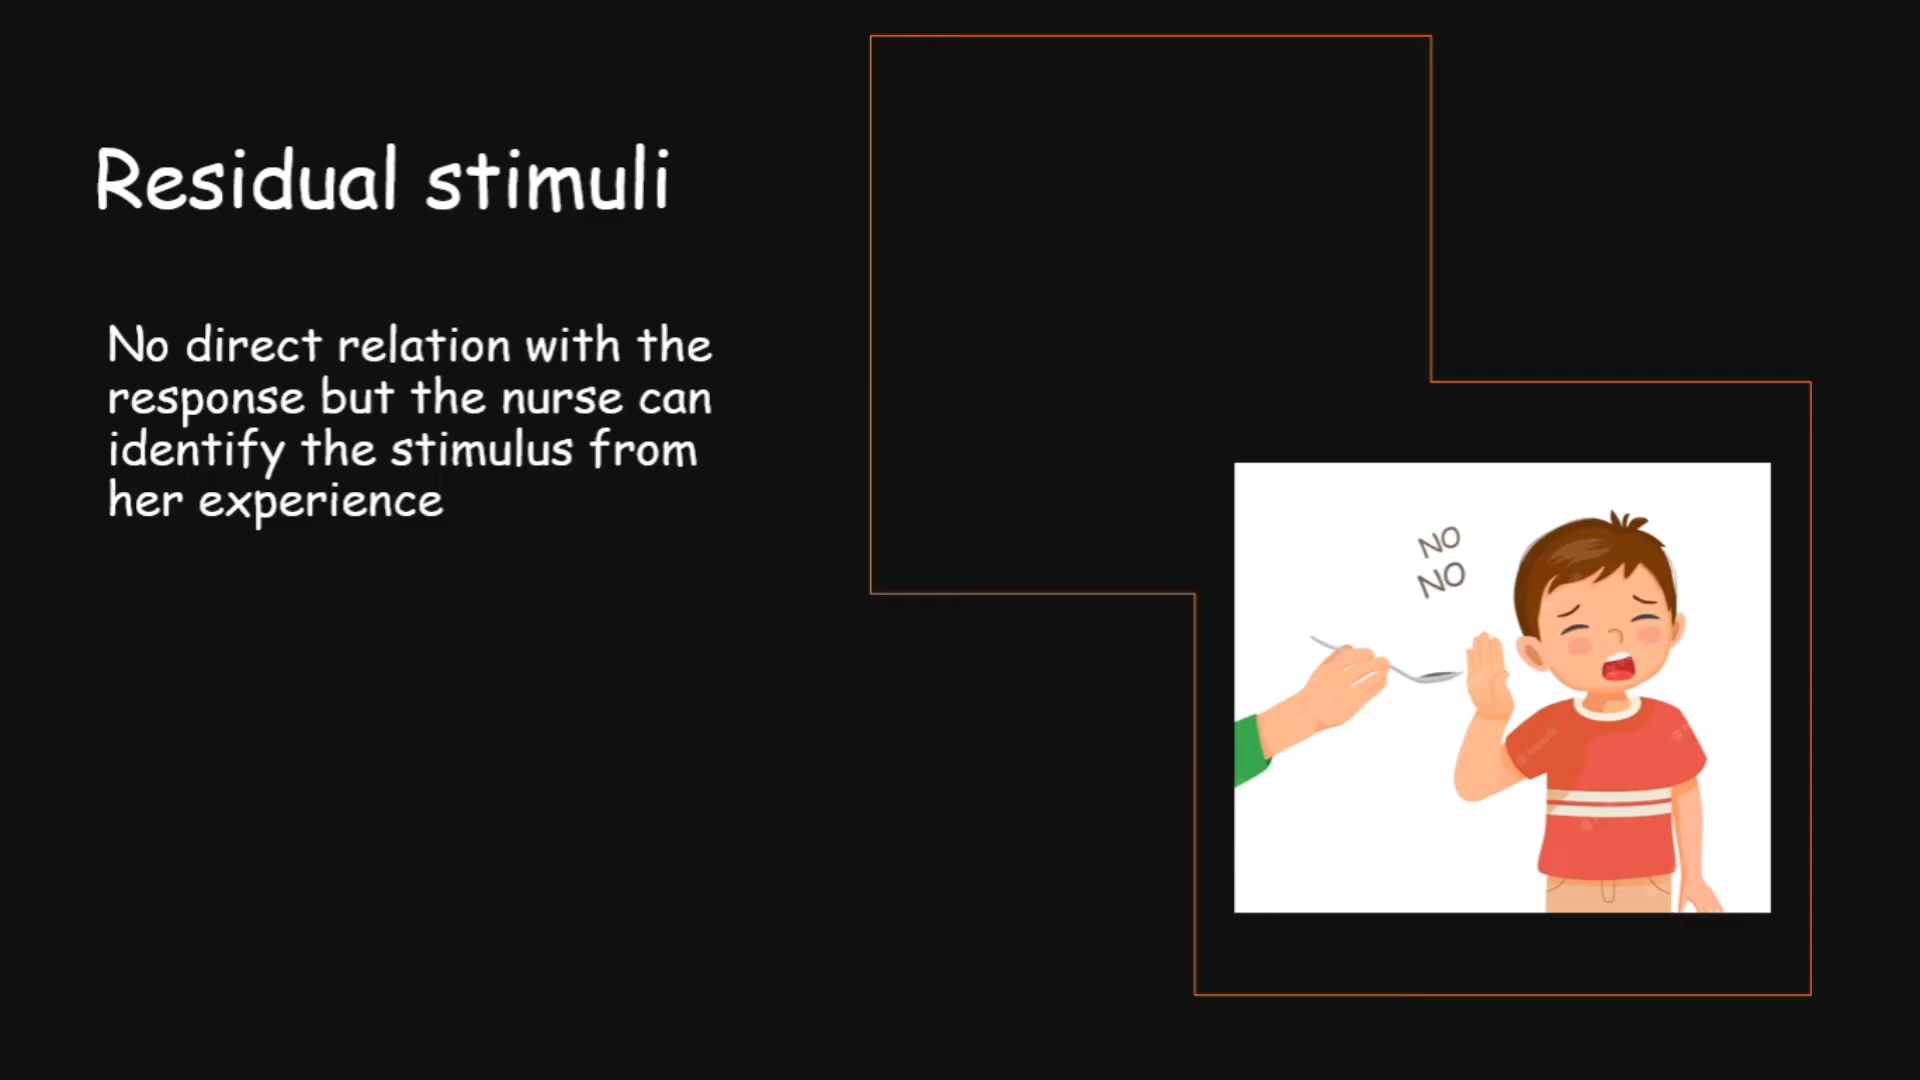 Residual stimuli
No direct relation with the
response but the nurse can
identify the stimulus from
her experience
NO
NO